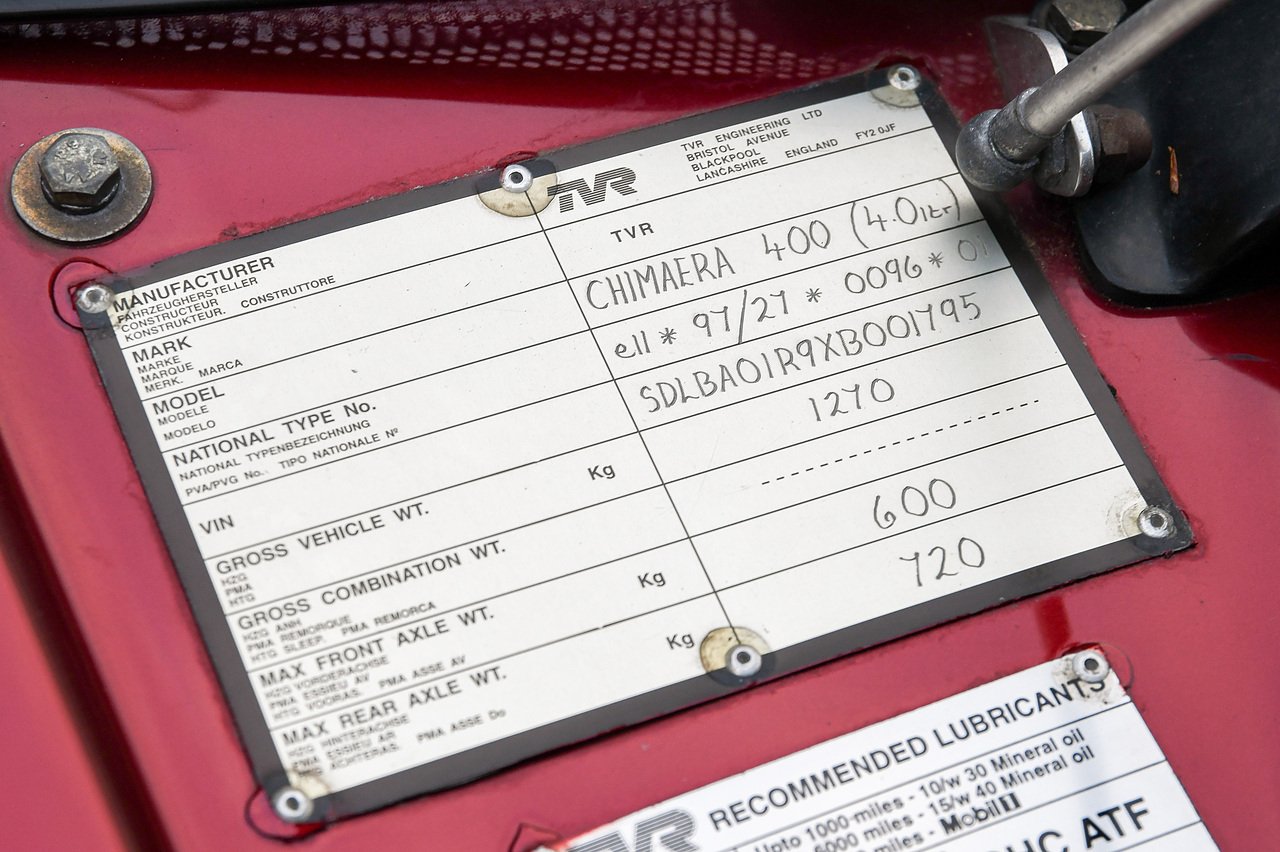 TVR
TVR ENGINEERING LTD
BRISTOL AVENUE
BLACKPOOL
LANCASHIRE ENGLAND FY2 0JF
MANUFACTURER
FAHRZEUGHERSTELLER
CONSTRUCTEUR CONSTRUTTORE
KONSTRUKTEUR.
MARK
MARKE
MARQUE
MERK. MARCA
TVR
MODEL
MODELE
MODELO
CHIMAERA 400 (4.0ltr)
NATIONAL TYPE No.
NATIONAL TYPENBEZEICHNUNG
PVA/PVG No.. TIPO NATIONALE Nº
e11* 97/27 * 0096 * 01
VIN
SDLBA01R9XB001795
GROSS VEHICLE WT. Kg
HZG
PMA
HTG
1270
GROSS COMBINATION WT.
HZG ANH
PMA REMORQUE
HTG SLEEP. PMA REMORCA
MAX FRONT AXLE WT. Kg
HZG VORDERACHSE
PMA ESSIEU AV
HTG VOORAS. PMA ASSE AV
600
MAX REAR AXLE WT. Kg
HZG HINTERACHSE
PMA ESSIEU AR
ACHTERAS. PMA ASSE Do
720
TVR RECOMMENDED LUBRICANTS
Upto 1000 miles - 10/w 30 Mineral oil
6000 miles - 15/w 40 Mineral oil
Mobil 1
ATF